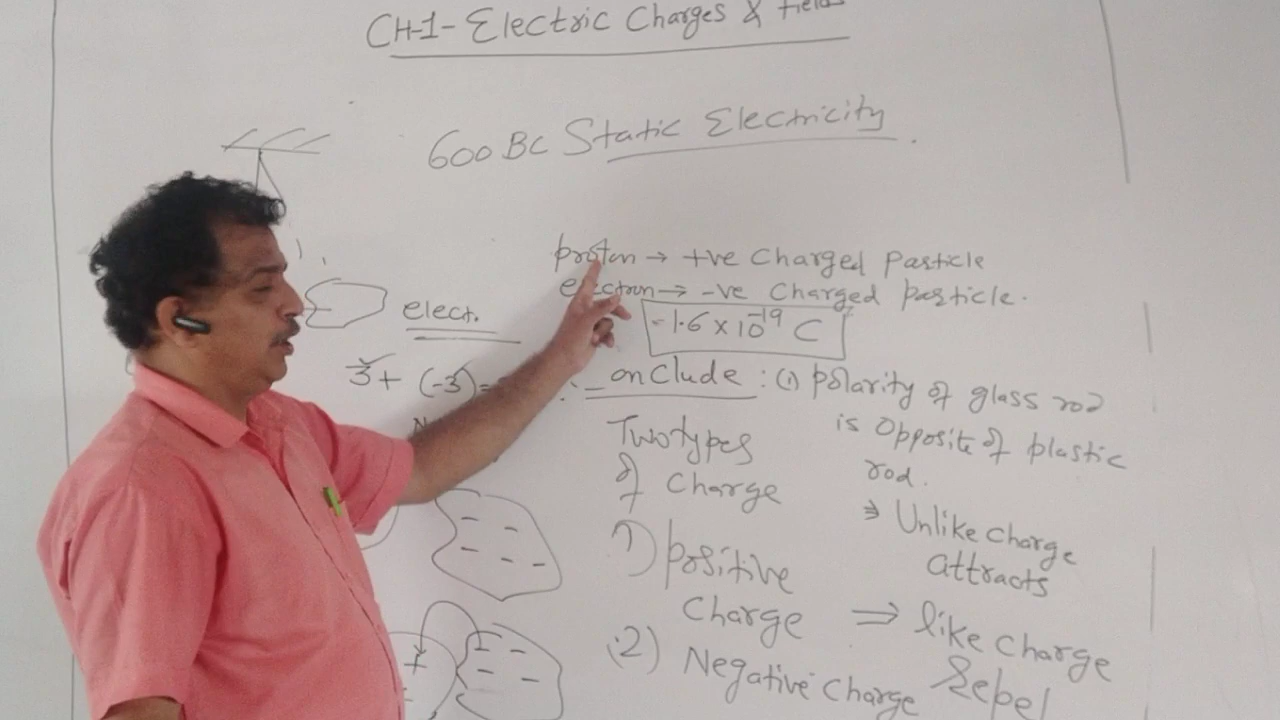 CH-1- Electric Charges & Field
600 BC Static Electricity
proton → +ve Charged Particle
electron → -ve Charged particle.
-1.6 × 10⁻¹⁹ C
elect.
3 + (-3) =
onclude : (1) polarity of glass rod
is opposite of plastic
rod.
Two types
of Charge
1) positive
Charge
2) Negative Charge
⇒ Unlike charge
attracts
⇒ like charge
Repel